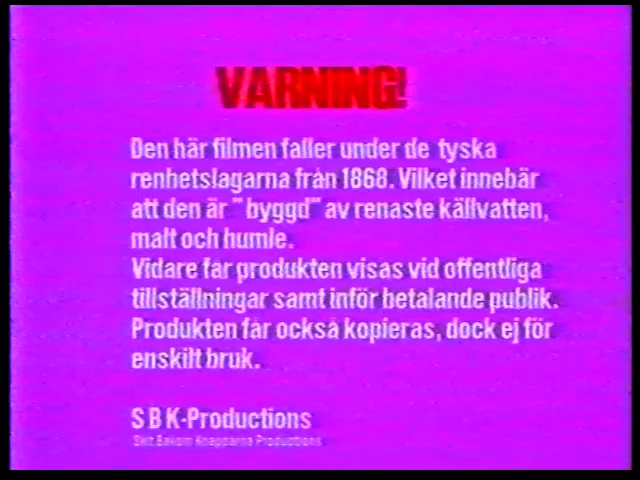 VARNING!
Den här filmen faller under de tyska
renhetslagarna från 1868. Vilket innebär
att den är "byggd" av renaste källvatten,
malt och humle.
Vidare får produkten visas vid offentliga
tillställningar samt inför betalande publik.
Produkten får också kopieras, dock ej för
enskilt bruk.
S B K-Productions
Skit Bakom Knapparna Productions